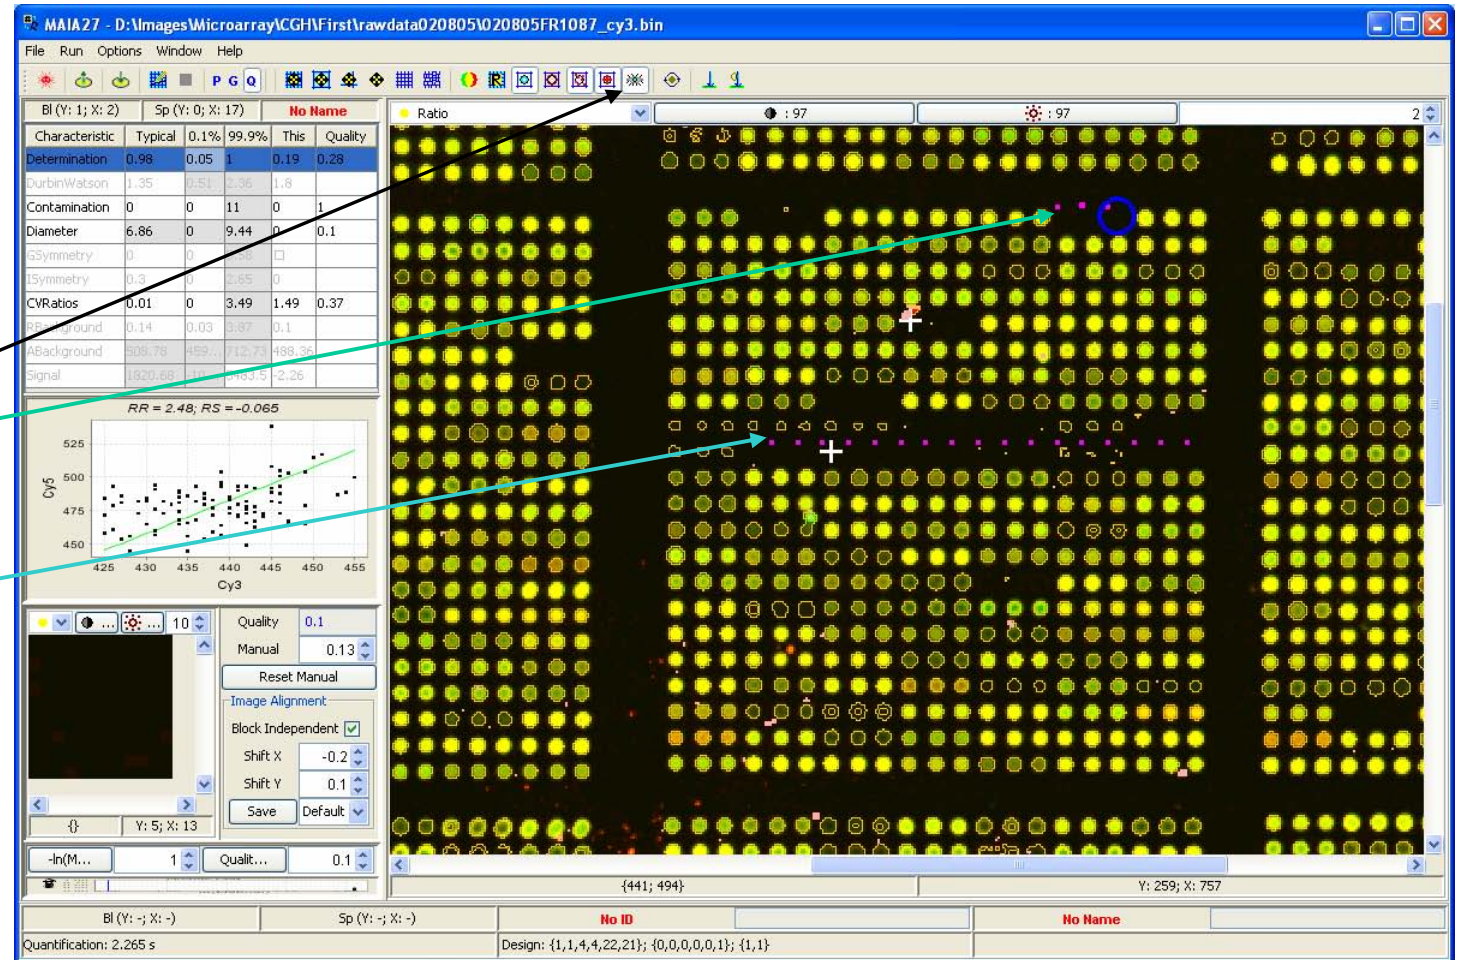 MAIA27 - D:\Images\Microarray\CGH\First\rawdata020805\020805FR1087_cy3.bin
File Run Options Window Help
P G Q R
Bl (Y: 1; X: 2) Sp (Y: 0; X: 17) No Name
Ratio : 97 : 97 2
Characteristic Typical 0.1% 99.9% This Quality
Determination 0.98 0.05 1 0.19 0.28
DurbinWatson 1.35 0.51 2.36 1.8
Contamination 0 0 11 0 1
Diameter 6.86 0 9.44 0 0.1
GSymmetry 0 0
ISymmetry 0.3 0 2.65 0
CVRatios 0.01 0 3.49 1.49 0.37
RBackground 0.14 0.03 3.87 0.1
ABackground 508.78 459... 712.73 488.36
Signal 1820.68 -2.26
RR = 2.48; RS = -0.065
525
500
475
450
Cy5
425 430 435 440 445 450 455
Cy3
... ... 10
Quality 0.1
Manual 0.13
Reset Manual
Image Alignment
Block Independent
Shift X -0.2
Shift Y 0.1
Save Default
{} Y: 5; X: 13
-ln(M... 1 Qualit... 0.1
{441; 494} Y: 259; X: 757
Bl (Y: -; X: -) Sp (Y: -; X: -) No ID No Name
Quantification: 2.265 s Design: {1,1,4,4,22,21}; {0,0,0,0,0,1}; {1,1}